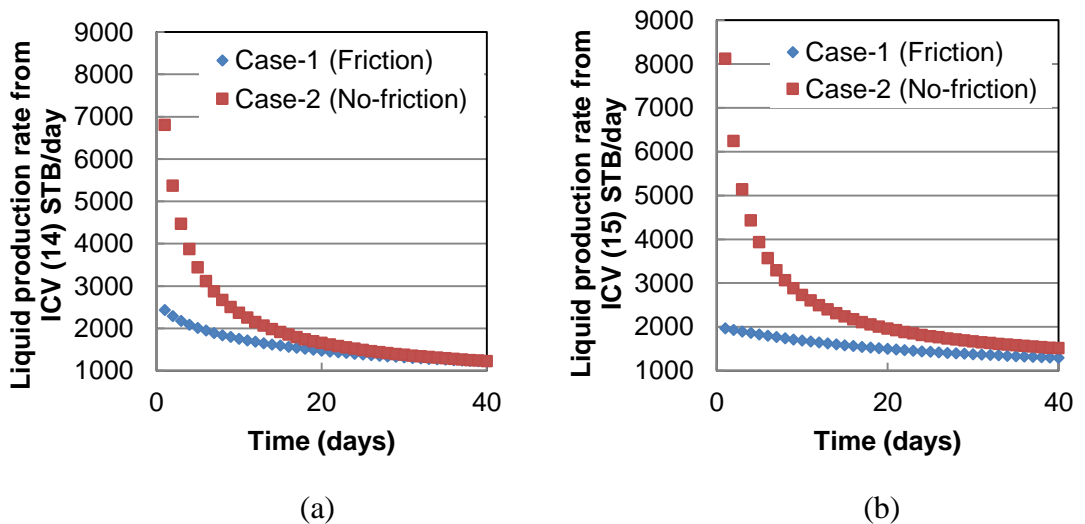 Liquid production rate from
ICV (14) STB/day
9000
8000
7000
6000
5000
4000
3000
2000
1000
Case-1 (Friction)
Case-2 (No-friction)
0
20
40
Time (days)
(a)
Liquid production rate from
ICV (15) STB/day
9000
8000
7000
6000
5000
4000
3000
2000
1000
Case-1 (Friction)
Case-2 (No-friction)
0
20
40
Time (days)
(b)